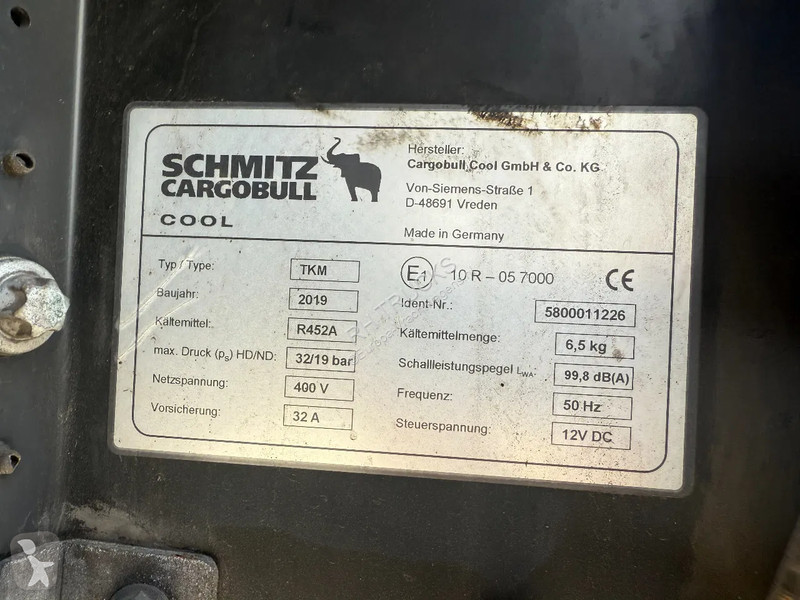 SCHMITZ
CARGOBULL
COOL
Hersteller:
Cargobull Cool GmbH & Co. KG
Von-Siemens-Straße 1
D-48691 Vreden
Made in Germany
Typ / Type: TKM
Baujahr: 2019
Kältemittel: R452A
max. Druck (ps) HD/ND: 32/19 bar
Netzspannung: 400 V
Vorsicherung: 32 A
E1 10 R – 05 7000 CE
Ident-Nr.: 5800011226
Kältemittelmenge: 6,5 kg
Schallleistungspegel LWA: 99,8 dB(A)
Frequenz: 50 Hz
Steuerspannung: 12V DC